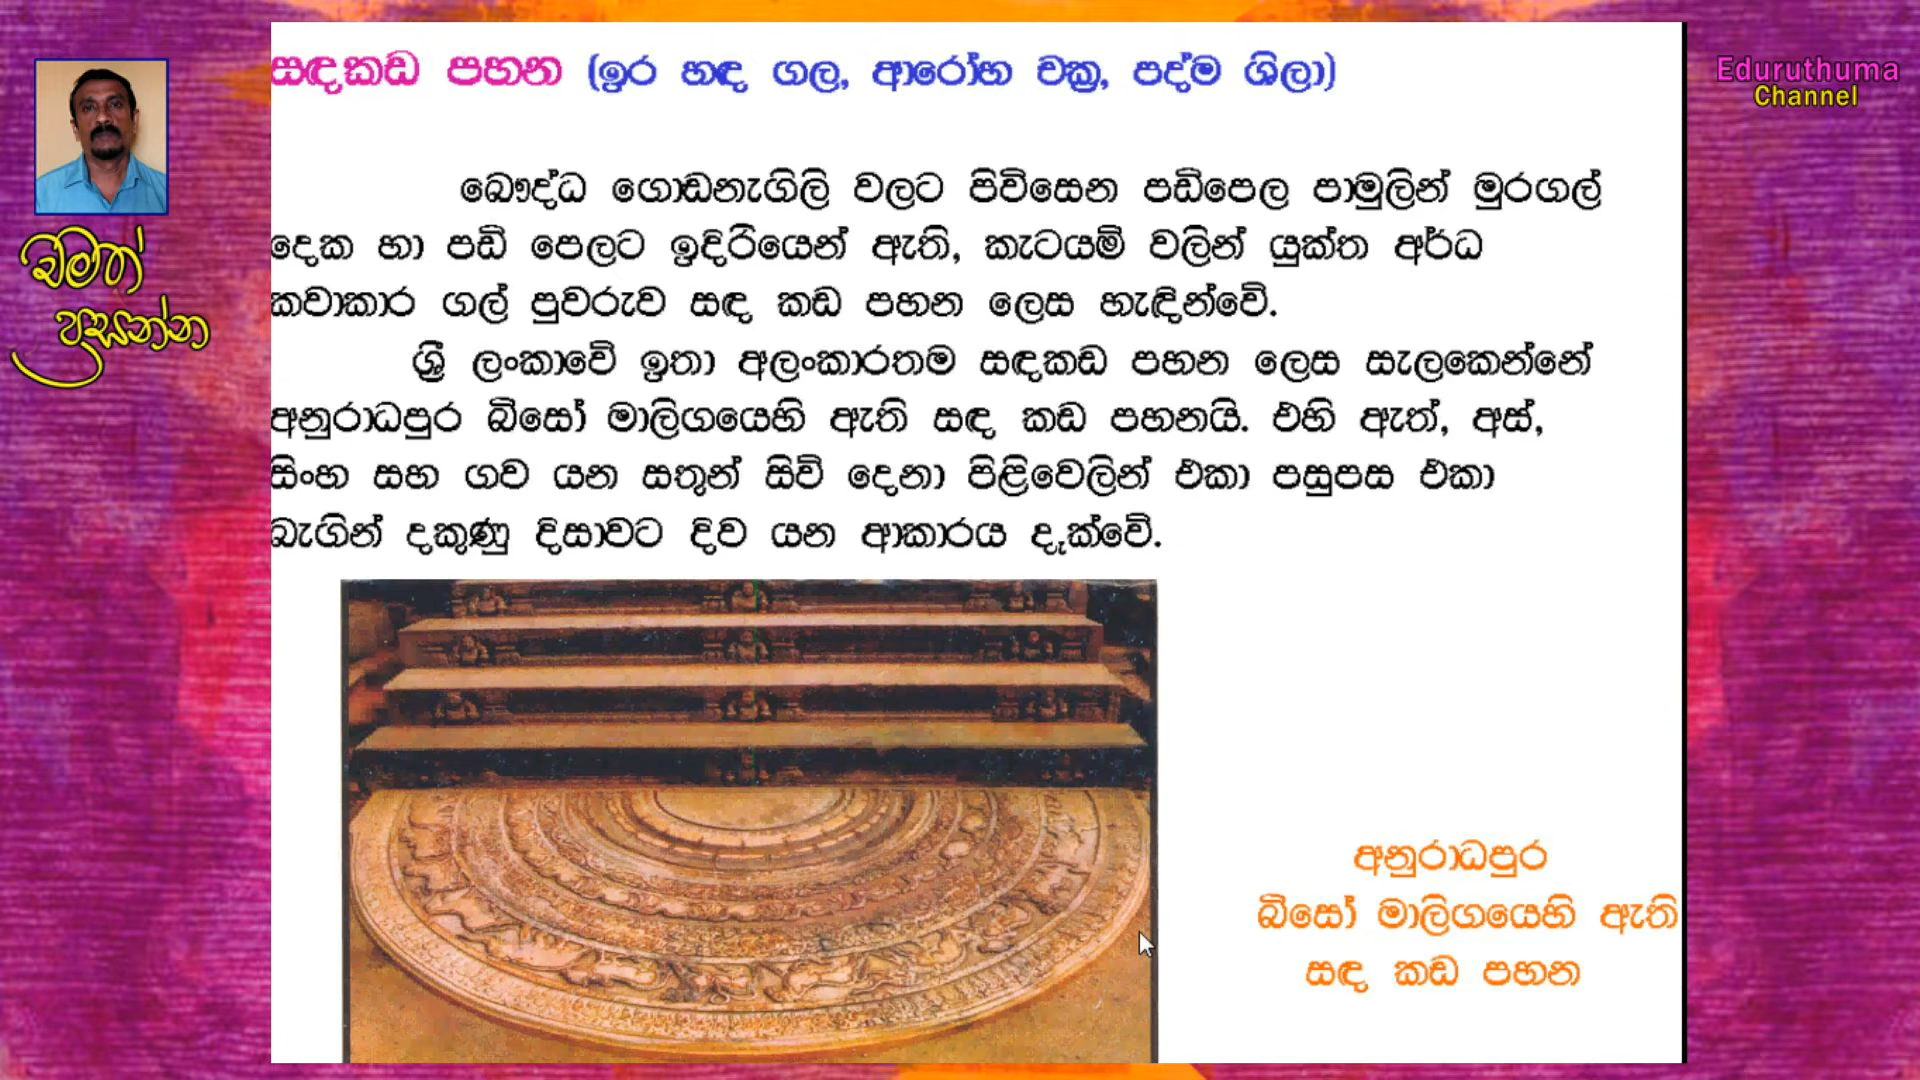 සඳකඩ පහන (ඉර හඳ ගල, ආරෝහ චක්‍ර, පද්ම ශිලා)
බෞද්ධ ගොඩනැගිලි වලට පිවිසෙන පඩිපෙල පාමුලින් මුරගල්
දෙක හා පඩි පෙලට ඉදිරියෙන් ඇති, කැටයම් වලින් යුක්ත අර්ධ
කවාකාර ගල් පුවරුව සඳ කඩ පහන ලෙස හැඳින්වේ.
ශ්‍රී ලංකාවේ ඉතා අලංකාරතම සඳකඩ පහන ලෙස සැලකෙන්නේ
අනුරාධපුර බිසෝ මාලිගයෙහි ඇති සඳ කඩ පහනයි. එහි ඇත්, අස්,
සිංහ සහ ගව යන සතුන් සිව් දෙනා පිළිවෙලින් එකා පසුපස එකා
බැගින් දකුණු දිසාවට දිව යන ආකාරය දැක්වේ.
අනුරාධපුර
බිසෝ මාලිගයෙහි ඇති
සඳ කඩ පහන
චමත්
ප්‍රසන්න
Eduruthuma
Channel